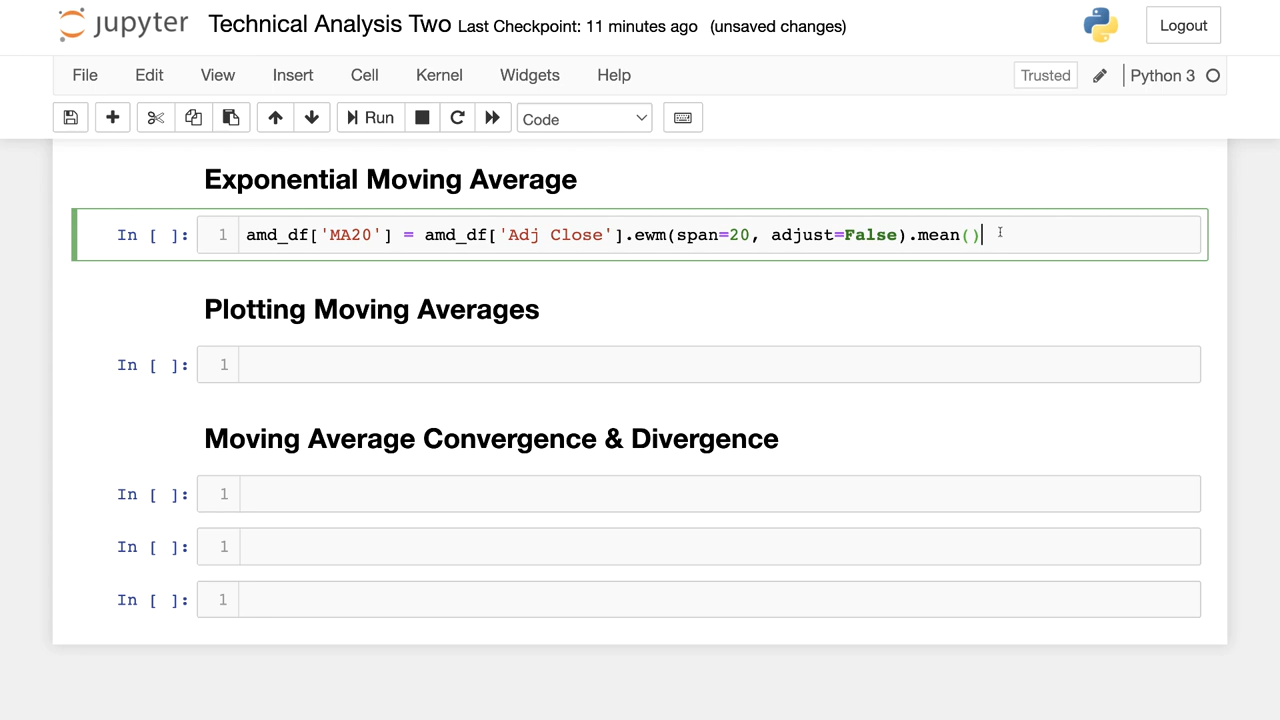 jupyter Technical Analysis Two Last Checkpoint: 11 minutes ago (unsaved changes) Logout
File Edit View Insert Cell Kernel Widgets Help Trusted Python 3
Run Code
Exponential Moving Average
In [ ]: 1 amd_df['MA20'] = amd_df['Adj Close'].ewm(span=20, adjust=False).mean()
Plotting Moving Averages
In [ ]: 1
Moving Average Convergence & Divergence
In [ ]: 1
In [ ]: 1
In [ ]: 1